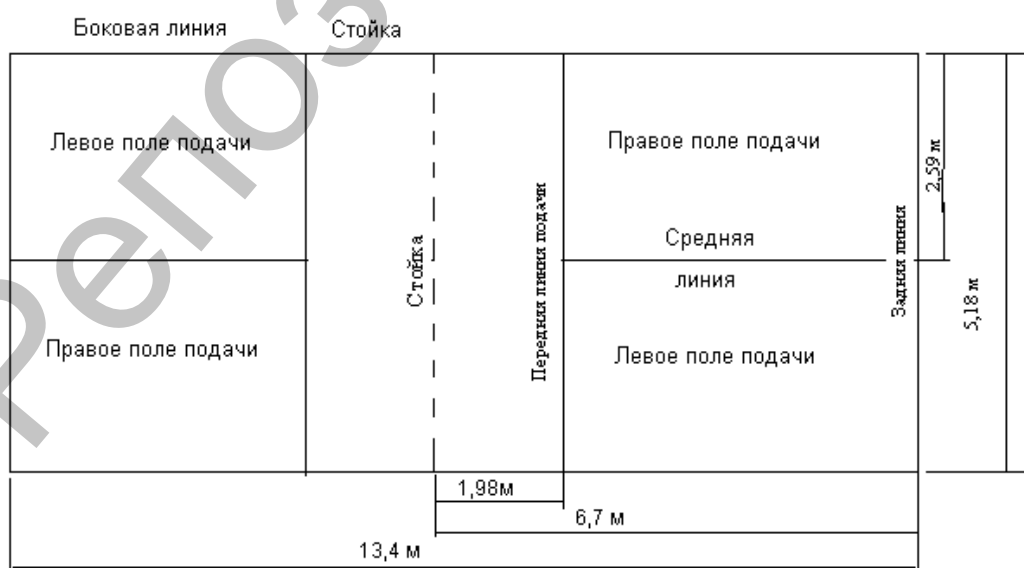 Боковая линия
Стойка
Левое поле подачи
Правое поле подачи
2,59 м
Передняя линия подачи
Средняя
линия
Стойка
Задняя линия
5,18 м
Правое поле подачи
Левое поле подачи
1,98м
6,7 м
13,4 м
Репоз